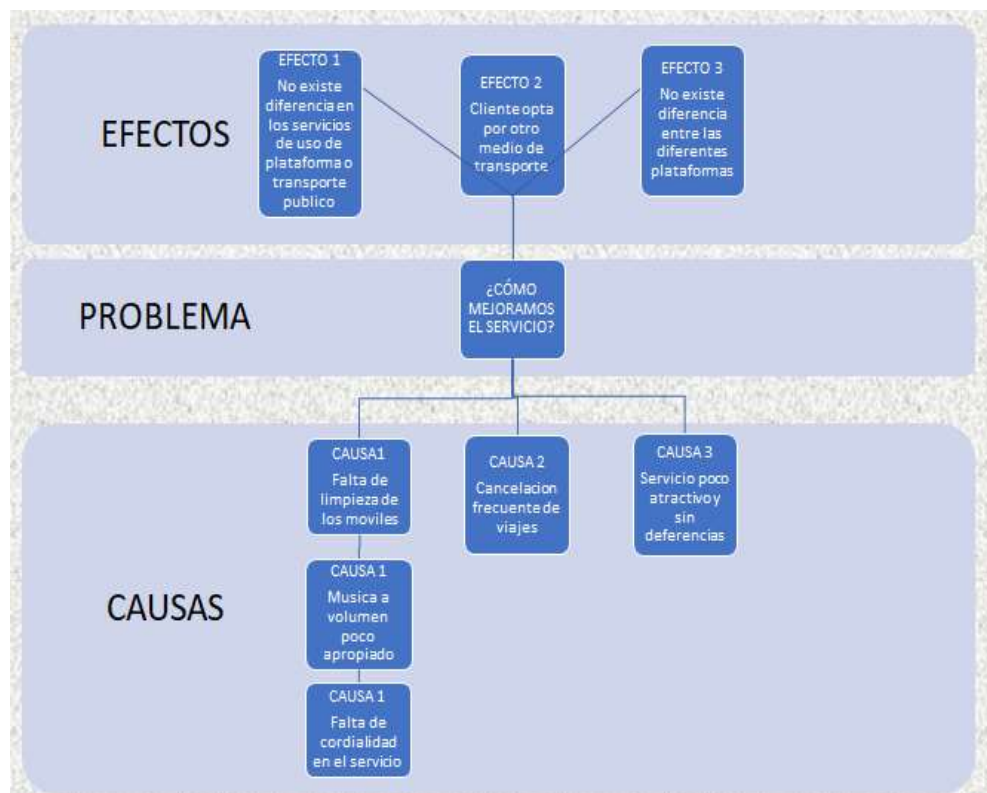 EFECTOS
EFECTO 1
No existe
diferencia en
los servicios
de uso de
plataforma o
transporte
publico
EFECTO 2
Cliente opta
por otro
medio de
transporte
EFECTO 3
No existe
diferencia
entre las
diferentes
plataformas
PROBLEMA
¿CÓMO
MEJORAMOS
EL SERVICIO?
CAUSAS
CAUSA1
Falta de
limpieza de
los moviles
CAUSA 1
Musica a
volumen
poco
apropiado
CAUSA 1
Falta de
cordialidad
en el servicio
CAUSA 2
Cancelacion
frecuente de
viajes
CAUSA 3
Servicio poco
atractivo y
sin
deferencias